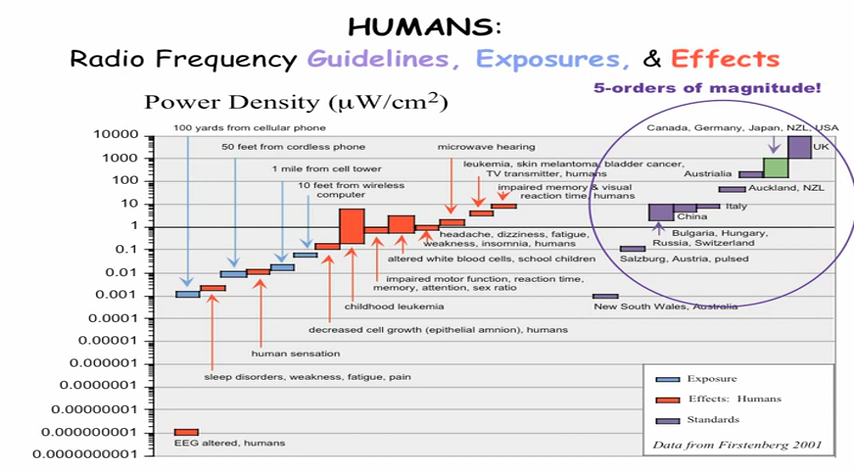 HUMANS:
Radio Frequency Guidelines, Exposures, & Effects
5-orders of magnitude!
Power Density (µW/cm²)
100 yards from cellular phone
Canada, Germany, Japan, NZL, USA
10000
50 feet from cordless phone
microwave hearing
UK
1000
1 mile from cell tower
leukemia, skin melantoma, bladder cancer,
TV transmitter, humans
Austrialia
100
10 feet from wireless
computer
impaired memory & visual
reaction time, humans
Auckland, NZL
10
Italy
China
1
headache, dizziness, fatigue,
weakness, insomnia, humans
Bulgaria, Hungary,
Russia, Switzerland
0.1
altered white blood cells, school children
Salzburg, Austria, pulsed
0.01
impaired motor function, reaction time,
memory, attention, sex ratio
0.001
childhood leukemia
New South Wales, Australia
0.0001
decreased cell growth (epithelial amnion), humans
0.00001
human sensation
0.000001
sleep disorders, weakness, fatigue, pain
Exposure
0.0000001
Effects: Humans
0.00000001
Standards
0.000000001
EEG altered, humans
Data from Firstenberg 2001
0.0000000001